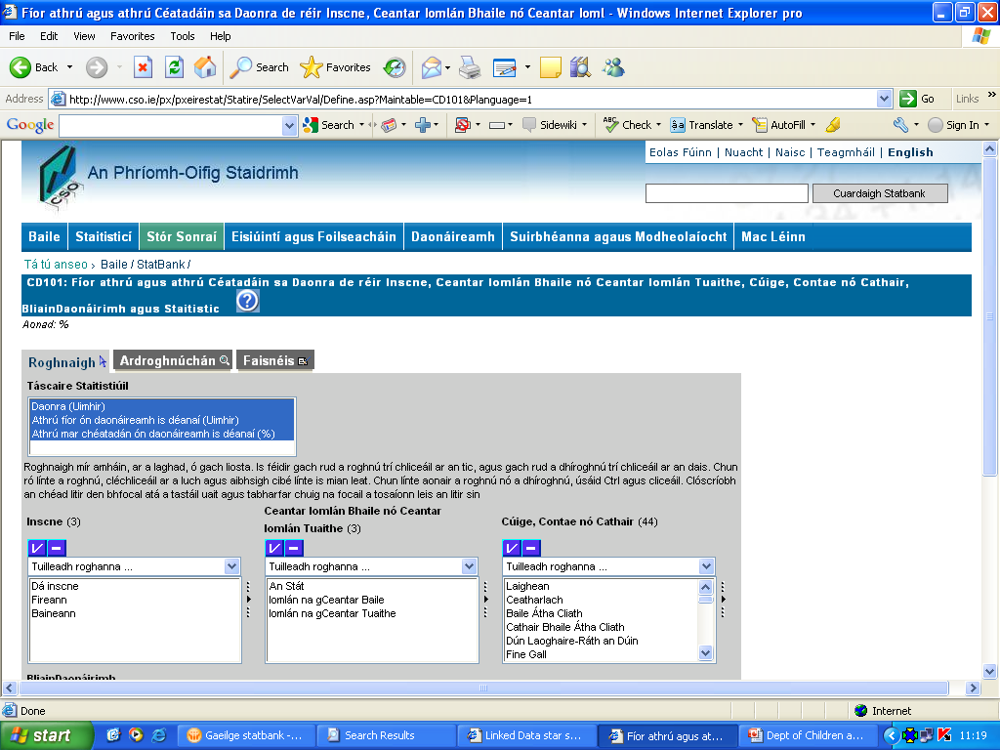 Fíor athrú agus athrú Céatadáin sa Daonra de réir Inscne, Ceantar Iomlán Bhaile nó Ceantar Ioml - Windows Internet Explorer pro
File Edit View Favorites Tools Help
Back Search Favorites
Address http://www.cso.ie/px/pxeirestat/Statire/SelectVarVal/Define.asp?Maintable=CD101&Planguage=1 Go Links »
Google Search Sidewiki Check Translate AutoFill Sign In
Eolas Fúinn | Nuacht | Naisc | Teagmháil | English
CSO An Phríomh-Oifig Staidrimh
Cuardaigh Statbank
Baile Staitisticí Stór Sonraí Eisiúintí agus Foilseacháin Daonáireamh Suirbhéanna agaus Modheolaíocht Mac Léinn
Tá tú anseo › Baile / StatBank /
CD101: Fíor athrú agus athrú Céatadáin sa Daonra de réir Inscne, Ceantar Iomlán Bhaile nó Ceantar Iomlán Tuaithe, Cúige, Contae nó Cathair,
BliainDaonáirimh agus Staitistic ?
Aonad: %
Roghnaigh Ardroghnúchán Faisnéis
Táscaire Staitistiúil
Daonra (Uimhir)
Athrú fíor ón daonáireamh is déanaí (Uimhir)
Athrú mar chéatadán ón daonáireamh is déanaí (%)
Roghnaigh mír amháin, ar a laghad, ó gach liosta. Is féidir gach rud a roghnú trí chliceáil ar an tic, agus gach rud a dhíroghnú trí chliceáil ar an dais. Chun
ró línte a roghnú, cléchliceáil ar a luch agus aibhsigh cibé línte is mian leat. Chun línte aonair a roghnú nó a dhíroghnú, úsáid Ctrl agus cliceáil. Clóscríobh
an chéad litir den bhfocal atá a tastáil uait agus tabharfar chuig na focail a tosaíonn leis an litir sin
Inscne (3)
Tuilleadh roghanna ...
Dá inscne
Fireann
Baineann
Ceantar Iomlán Bhaile nó Ceantar
Iomlán Tuaithe (3)
Tuilleadh roghanna ...
An Stát
Iomlán na gCeantar Baile
Iomlán na gCeantar Tuaithe
Cúige, Contae nó Cathair (44)
Tuilleadh roghanna ...
Laighean
Ceatharlach
Baile Átha Cliath
Cathair Bhaile Átha Cliath
Dún Laoghaire-Ráth an Dúin
Fine Gall
BliainDaonáirimh
Done Internet
start Gaeilge statbank -... Search Results Linked Data star s... Fíor athrú agus at... Dept of Children a... 11:19